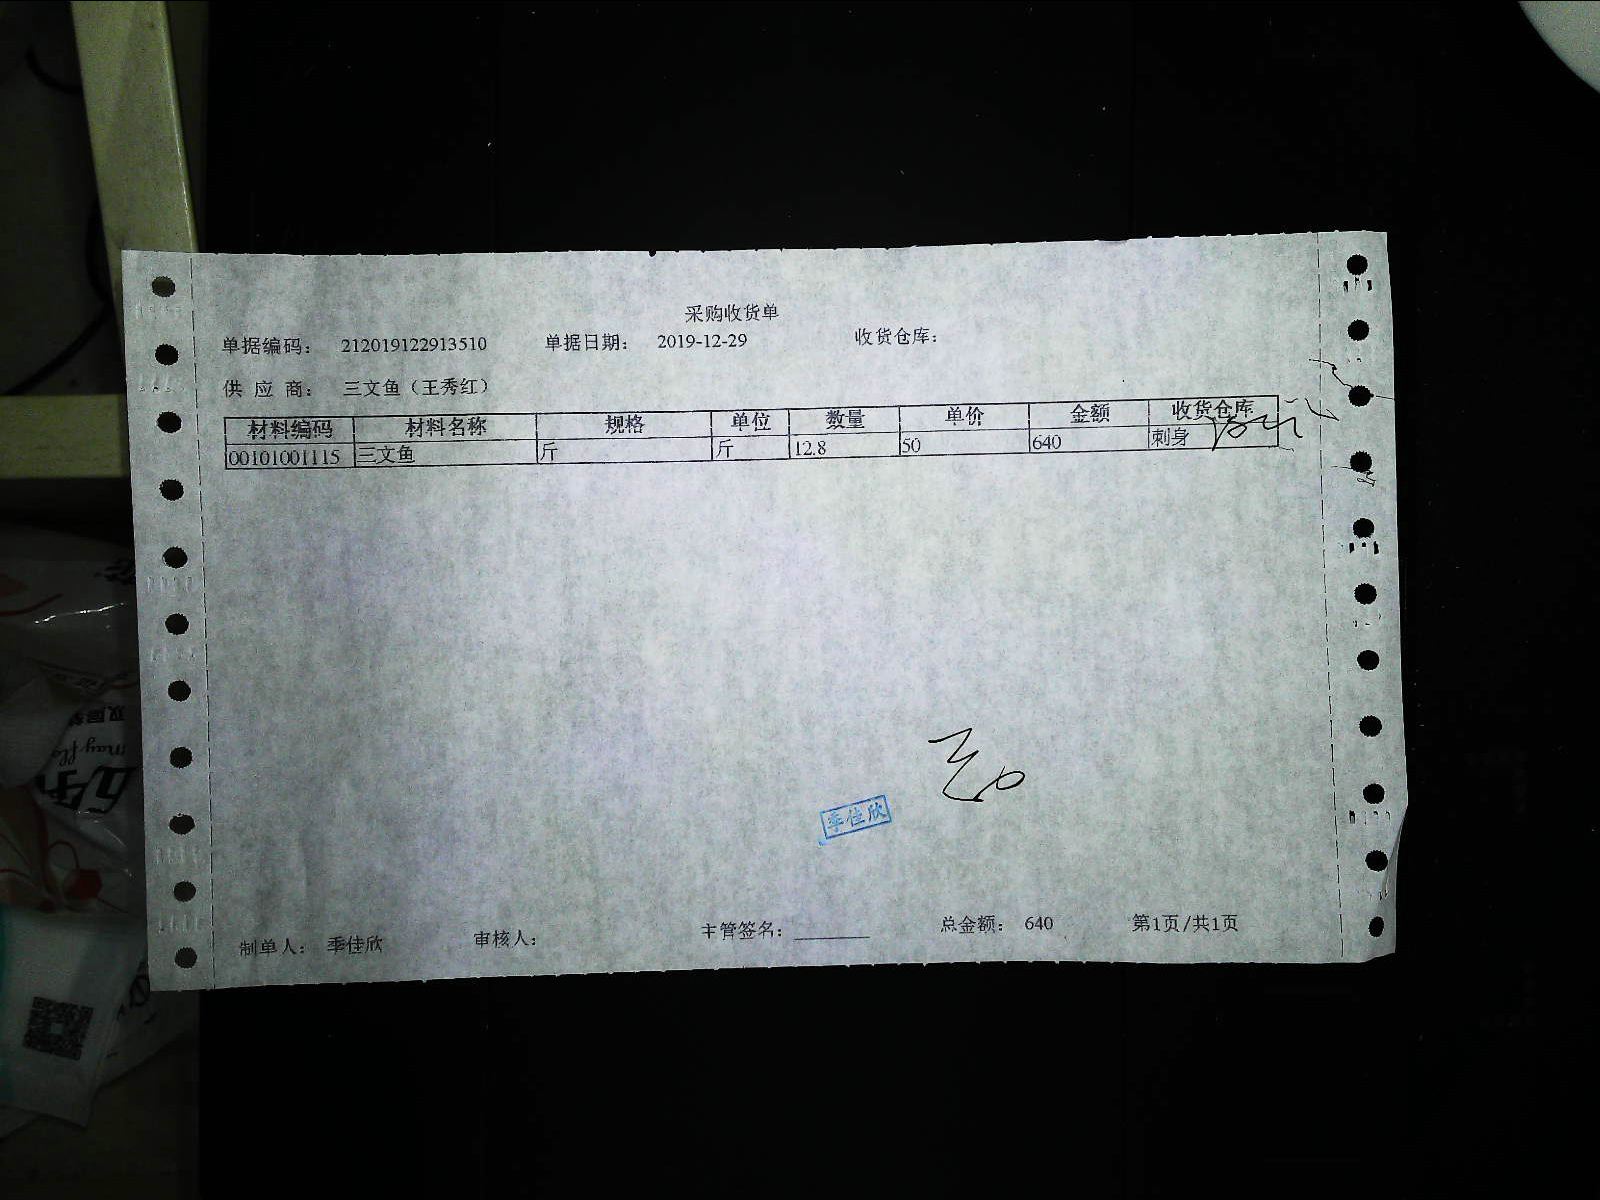 采购收货单
单据编码： 212019122913510 单据日期： 2019-12-29 收货仓库：
供 应 商： 三文鱼（王秀红）
材料编码 材料名称 规格 单位 数量 单价 金额 收货仓库
00101001115 三文鱼 斤 斤 12.8 50 640 刺身
季佳欣
制单人： 季佳欣 审核人： 主管签名：________ 总金额： 640 第1页/共1页
may flo